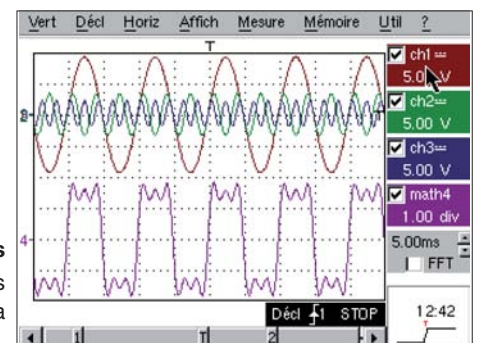 Vert Décl Horiz Affich Mesure Mémoire Util ?
T
ch1
5.0 V
ch2
5.00 V
ch3
5.00 V
math4
1.00 div
5.00ms
FFT
4
s
s
a
Décl 1 STOP
12:42
1 T 2